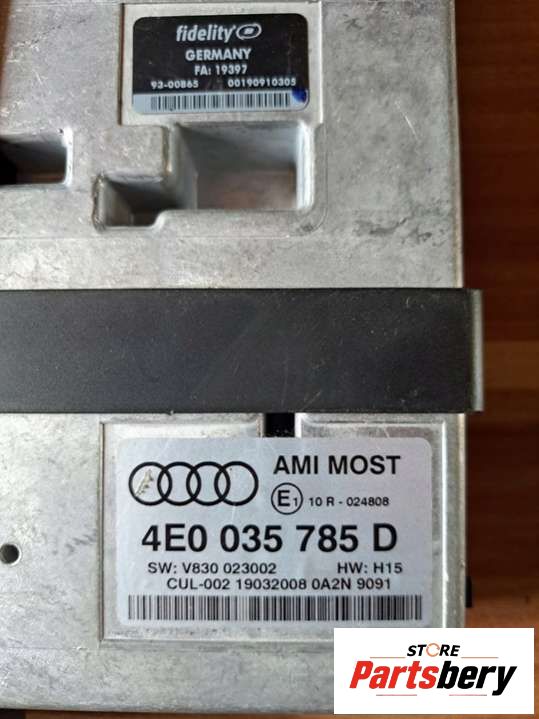 fidelity
GERMANY
FA: 19397
92-00865 00190910305
AMI MOST
E1 10 R - 024808
4E0 035 785 D
SW: V830 023002 HW: H15
CUL-002 19032008 0A2N 9091
STORE
Partsbery